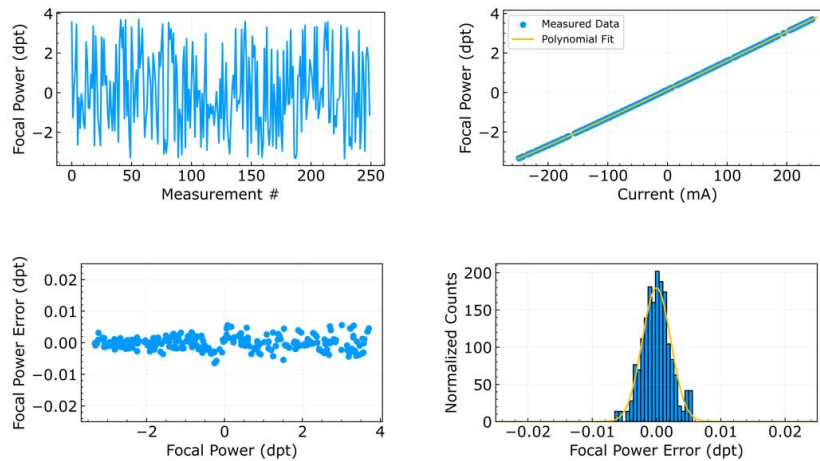 Focal Power (dpt)
4
2
0
−2
0 50 100 150 200 250
Measurement #
Focal Power (dpt)
4
2
0
−2
Measured Data
Polynomial Fit
−200 −100 0 100 200
Current (mA)
Focal Power Error (dpt)
0.02
0.01
0.00
−0.01
−0.02
−2 0 2 4
Focal Power (dpt)
Normalized Counts
200
150
100
50
0
−0.02 −0.01 0.00 0.01 0.02
Focal Power Error (dpt)